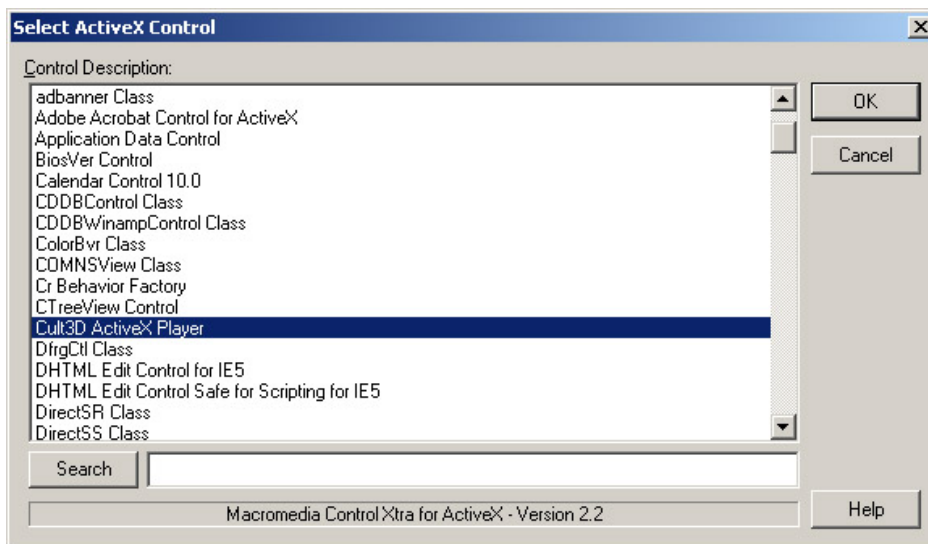 Select ActiveX Control
Control Description:
adbanner Class
Adobe Acrobat Control for ActiveX
Application Data Control
BiosVer Control
Calendar Control 10.0
CDDBControl Class
CDDBWinampControl Class
ColorBvr Class
COMNSView Class
Cr Behavior Factory
CTreeView Control
Cult3D ActiveX Player
DfrgCtl Class
DHTML Edit Control for IE5
DHTML Edit Control Safe for Scripting for IE5
DirectSR Class
DirectSS Class
OK
Cancel
Search
Macromedia Control Xtra for ActiveX - Version 2.2
Help